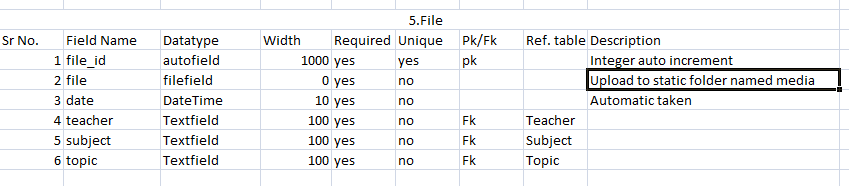 5.File
Sr No. Field Name Datatype Width Required Unique Pk/Fk Ref. table Description
1 file_id autofield 1000 yes yes pk Integer auto increment
2 file filefield 0 yes no Upload to static folder named media
3 date DateTime 10 yes no Automatic taken
4 teacher Textfield 100 yes no Fk Teacher
5 subject Textfield 100 yes no Fk Subject
6 topic Textfield 100 yes no Fk Topic